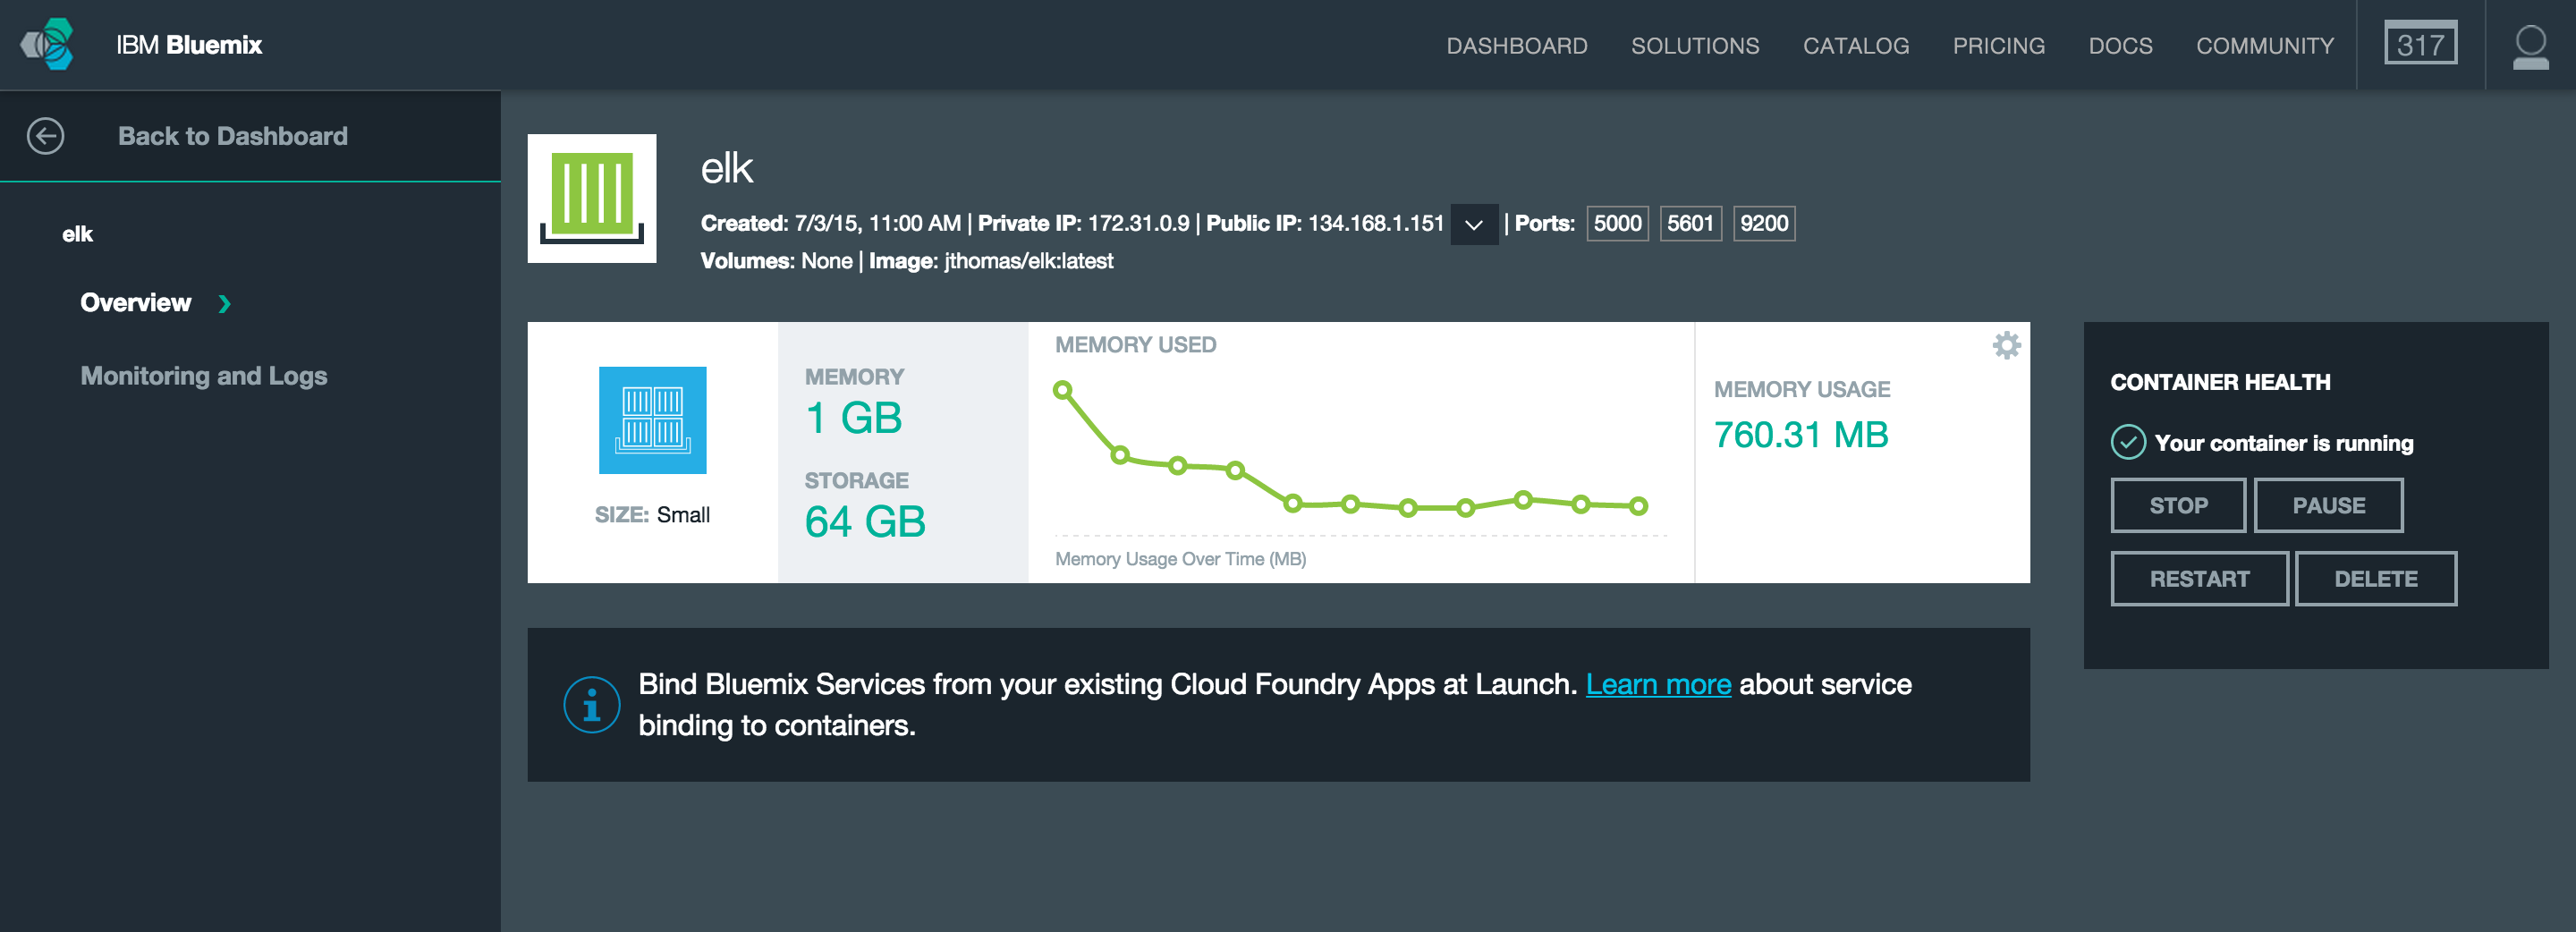 IBM Bluemix
DASHBOARD SOLUTIONS CATALOG PRICING DOCS COMMUNITY 317
Back to Dashboard
elk
Overview
Monitoring and Logs
elk
Created: 7/3/15, 11:00 AM | Private IP: 172.31.0.9 | Public IP: 134.168.1.151 | Ports: 5000 5601 9200
Volumes: None | Image: jthomas/elk:latest
SIZE: Small
MEMORY
1 GB
STORAGE
64 GB
MEMORY USED
Memory Usage Over Time (MB)
MEMORY USAGE
760.31 MB
CONTAINER HEALTH
Your container is running
STOP PAUSE
RESTART DELETE
Bind Bluemix Services from your existing Cloud Foundry Apps at Launch. Learn more about service
binding to containers.